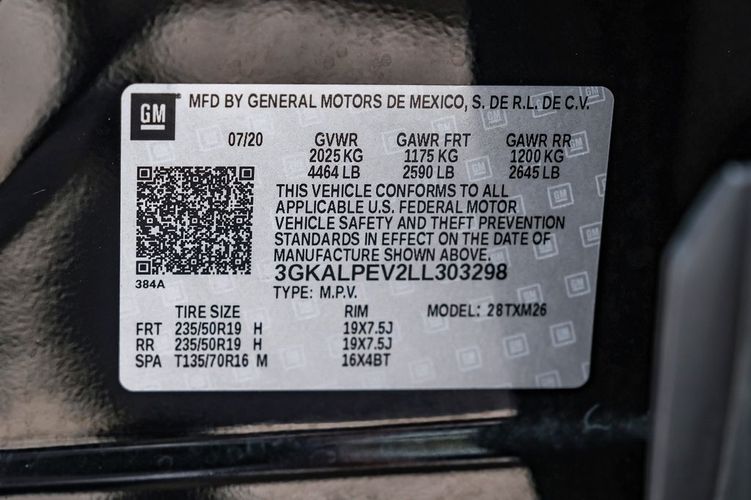 GM MFD BY GENERAL MOTORS DE MEXICO, S. DE R.L. DE C.V.
07/20 GVWR GAWR FRT GAWR RR
2025 KG 1175 KG 1200 KG
4464 LB 2590 LB 2645 LB
THIS VEHICLE CONFORMS TO ALL
APPLICABLE U.S. FEDERAL MOTOR
VEHICLE SAFETY AND THEFT PREVENTION
STANDARDS IN EFFECT ON THE DATE OF
MANUFACTURE SHOWN ABOVE.
3GKALPEV2LL303298
384A
TYPE: M.P.V.
TIRE SIZE RIM MODEL: 28TXM26
FRT 235/50R19 H 19X7.5J
RR 235/50R19 H 19X7.5J
SPA T135/70R16 M 16X4BT